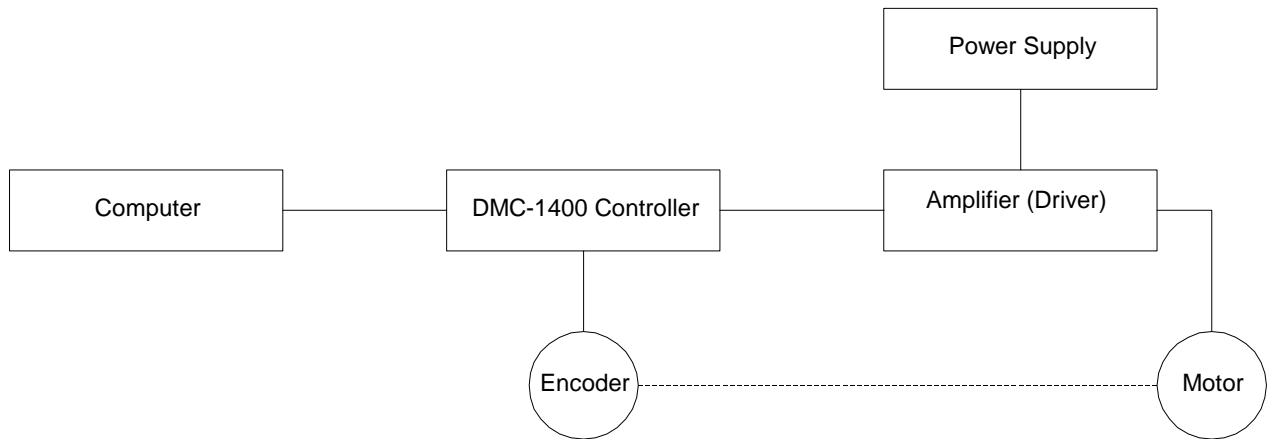 Power Supply
Computer
DMC-1400 Controller
Amplifier (Driver)
Encoder
Motor